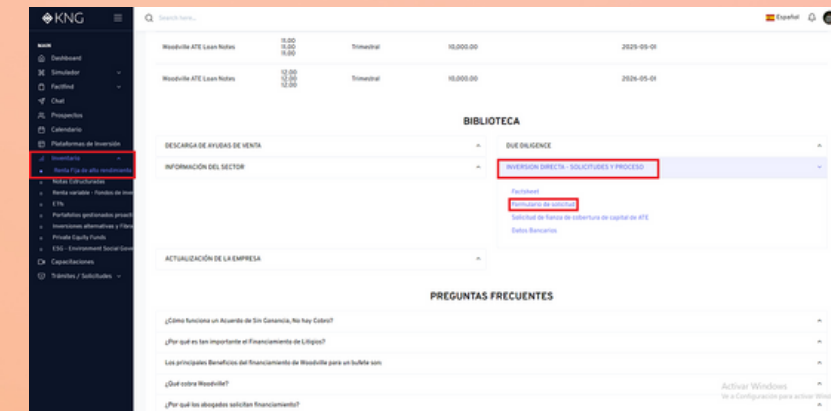 KNG
Search here...
Español
MAIN
Dashboard
Simulador
Factfind
Chat
Prospectos
Calendario
Plataformas de Inversión
Inventario
Renta Fija de alto rendimiento
Notas Estructuradas
Renta variable - Fondos de inve
ETNs
Portafolios gestionados proacti
Inversiones alternativas y Fibra
Private Equity Funds
ESG - Environment Social Gove
Capacitaciones
Trámites / Solicitudes
Woodville ATE Loan Notes
11.00
11.00
11.00
Trimestral
10,000.00
2025-05-01
Woodville ATE Loan Notes
12.00
12.00
12.00
Trimestral
10,000.00
2026-05-01
BIBLIOTECA
DESCARGA DE AYUDAS DE VENTA
DUE DILIGENCE
INFORMACIÓN DEL SECTOR
INVERSION DIRECTA - SOLICITUDES Y PROCESO
Factsheet
Formulario de solicitud
Solicitud de fianza de cobertura de capital de ATE
Datos Bancarios
ACTUALIZACIÓN DE LA EMPRESA
PREGUNTAS FRECUENTES
¿Cómo funciona un Acuerdo de Sin Ganancia, No hay Cobro?
¿Por qué es tan importante el Financiamiento de Litigios?
Los principales Beneficios del financiamiento de Woodville para un bufete son:
¿Qué cobra Woodville?
¿Por qué los abogados solicitan financiamiento?
Activar Windows
Ve a Configuración para activar Wind